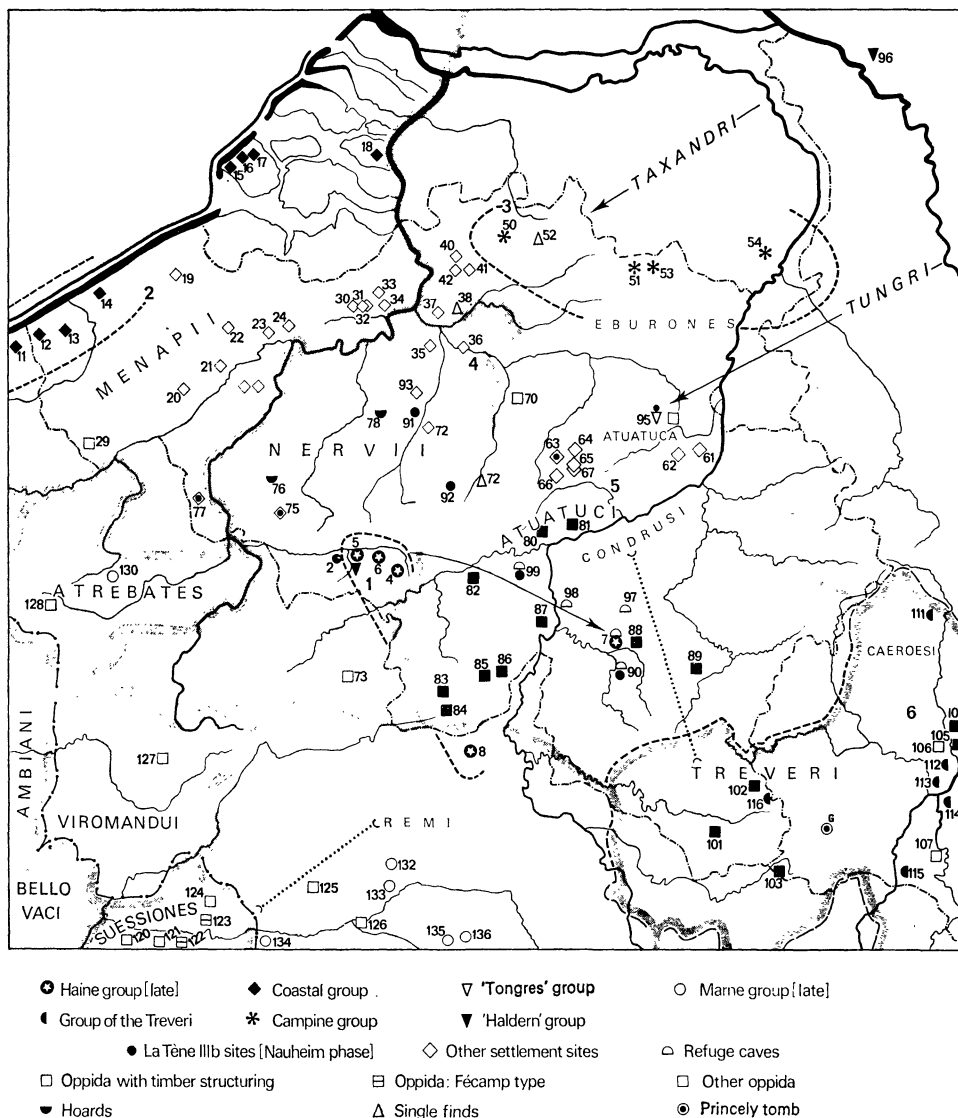 96
TAXANDRI
TUNGRI
15 16 17
18
3
50
52
51 53
54
40
41
42
19
14
2
MENAPII
11 12 13
30 31 33
32 34
37 38
22 23 24
21
20
29
35 36
4
EBURONES
93
78 91
72
70
NERVII
95
ATUATUCA
63 64
65
66 67
62 61
5
76
75
77
92
72
ATUATUCI
80 81
CONDRUSI
130
ATREBATES
128
2 5
6
4
1
82
99
98
97
87
7 88
90
89
111
CAEROESI
6
73
83
84
85 86
8
105
106
112
113
114
107
115
TREVERI
102
116
101
G
103
AMBIANI
127
VIROMANDUI
BELLO
VACI
SUESSIONES
124
123
120 121 122
REMI
132
133
125
126
134
135 136
Haine group [late]
Coastal group
'Tongres' group
Marne group [late]
Group of the Treveri
Campine group
'Haldern' group
La Tène IIIb sites [Nauheim phase]
Other settlement sites
Refuge caves
Oppida with timber structuring
Oppida: Fécamp type
Other oppida
Hoards
Single finds
Princely tomb